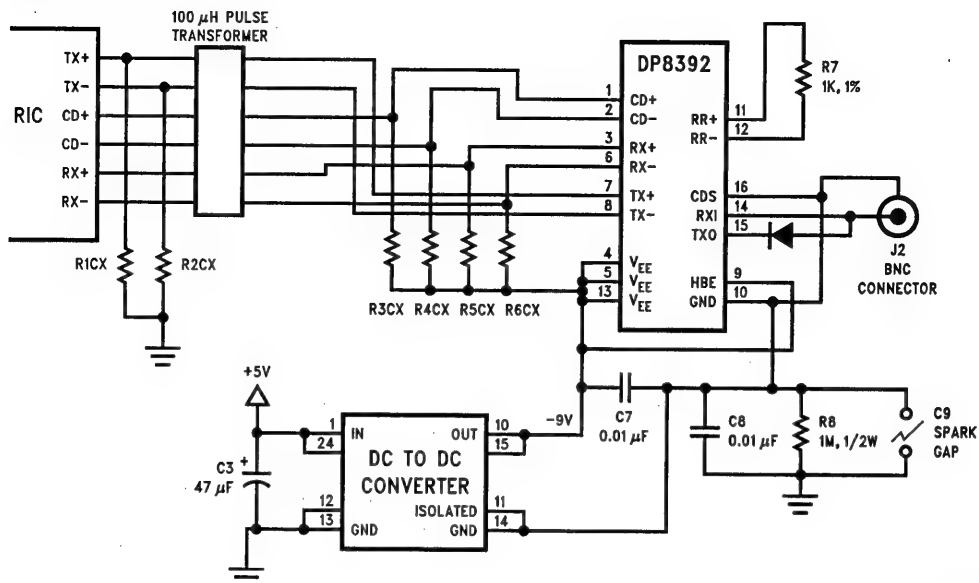 100 μH PULSE
TRANSFORMER
RIC
TX+
TX-
CD+
CD-
RX+
RX-
R1CX
R2CX
R3CX
R4CX
R5CX
R6CX
DP8392
1
CD+
2
CD-
3
RX+
6
RX-
7
TX+
8
TX-
4
VEE
5
VEE
13
VEE
RR+
11
RR-
12
CDS
16
RXI
14
TXO
15
HBE
9
GND
10
R7
1K, 1%
J2
BNC
CONNECTOR
+5V
C3
+
47 μF
1
IN
24
OUT
10
15
DC TO DC
CONVERTER
12
13
GND
ISOLATED
11
GND
14
-9V
C7
0.01 μF
C8
0.01 μF
R8
1M, 1/2W
C9
SPARK
GAP